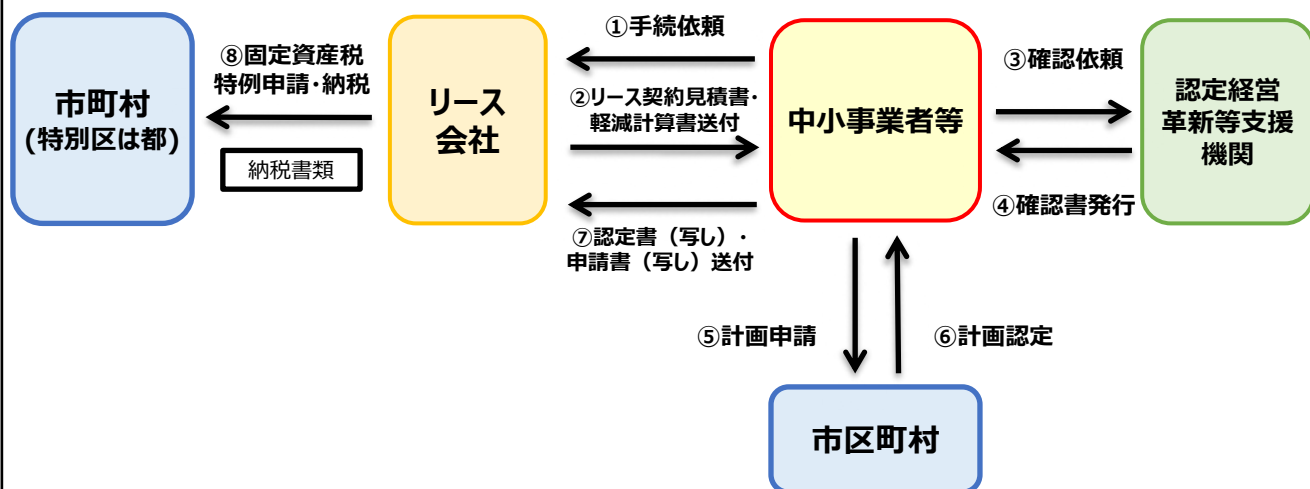 市町村
(特別区は都)
⑧固定資産税
特例申請・納税
納税書類
リース
会社
①手続依頼
②リース契約見積書・
軽減計算書送付
⑦認定書（写し）・
申請書（写し）送付
中小事業者等
③確認依頼
④確認書発行
認定経営
革新等支援
機関
⑤計画申請
⑥計画認定
市区町村